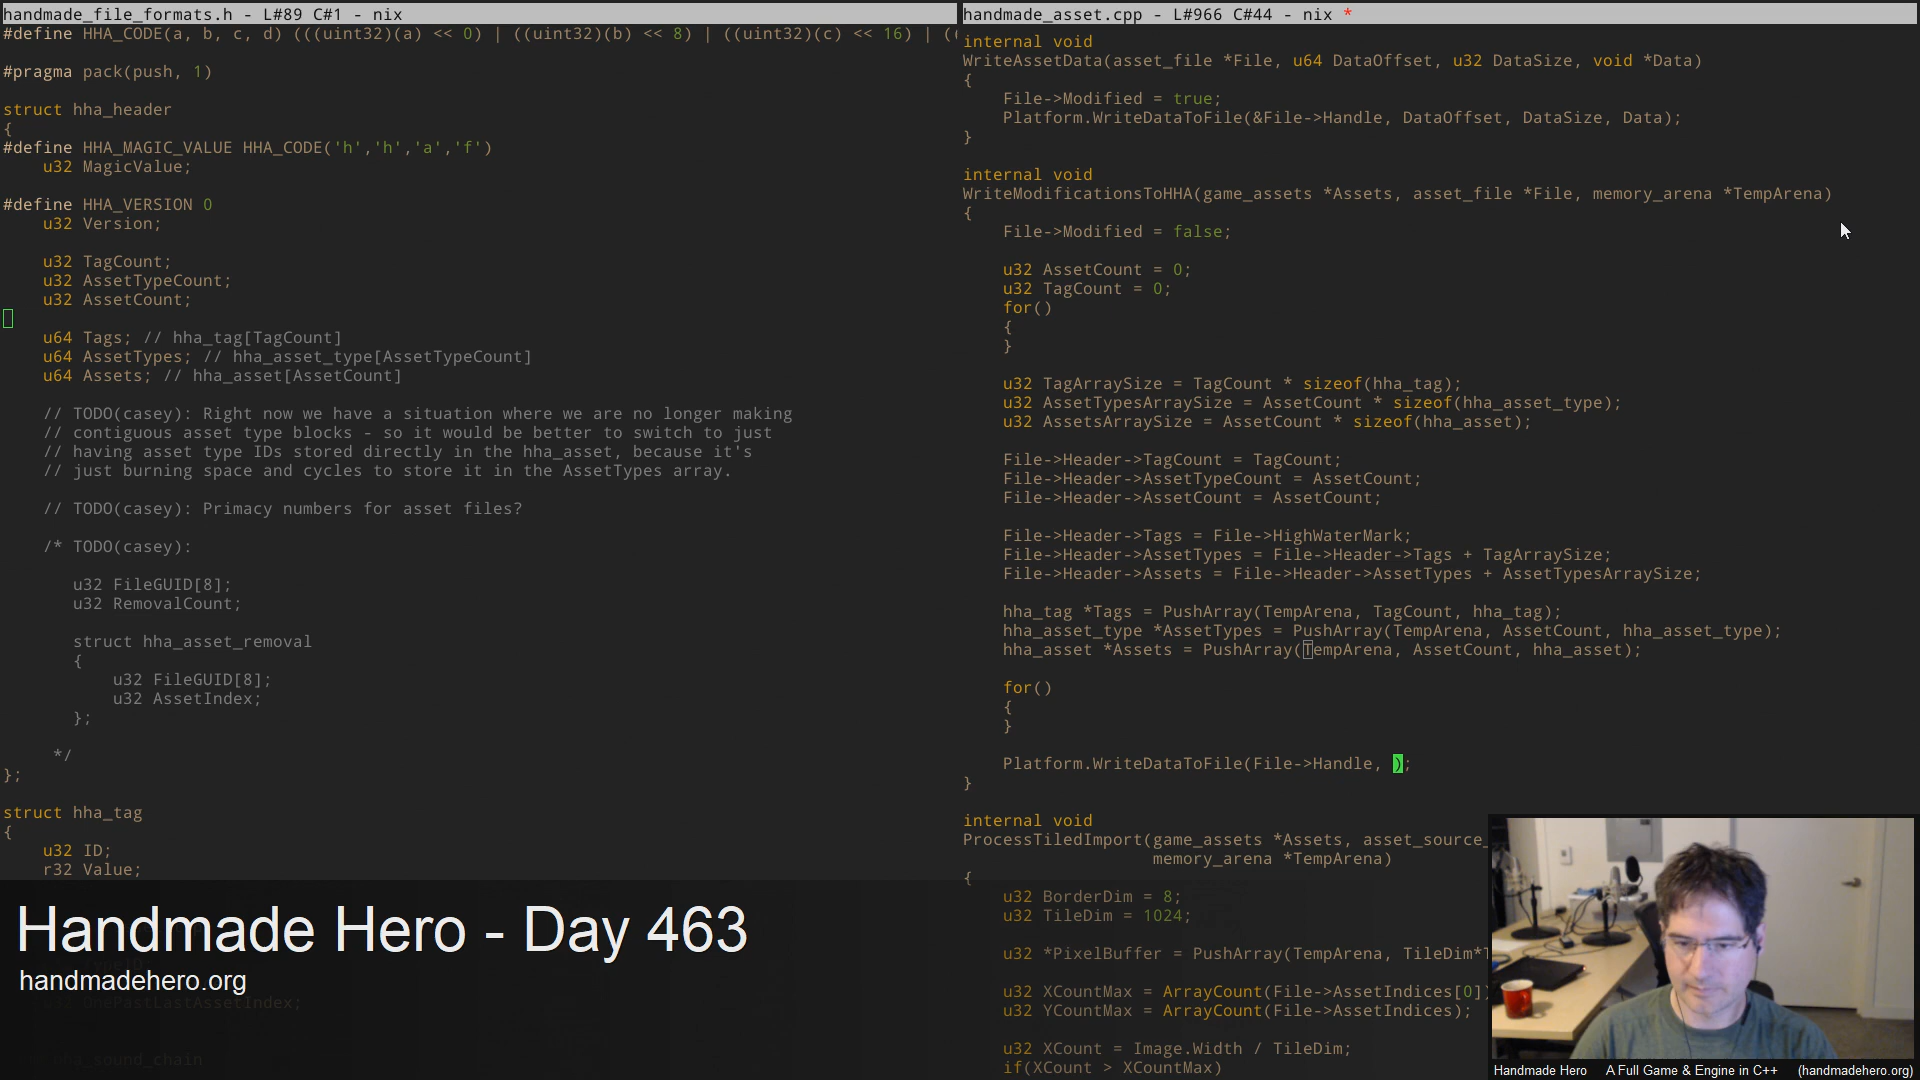 handmade_file_formats.h - L#89 C#1 - nix
#define HHA_CODE(a, b, c, d) (((uint32)(a) << 0) | ((uint32)(b) << 8) | ((uint32)(c) << 16) | ((
#pragma pack(push, 1)
struct hha_header
{
#define HHA_MAGIC_VALUE HHA_CODE('h','h','a','f')
u32 MagicValue;
#define HHA_VERSION 0
u32 Version;
u32 TagCount;
u32 AssetTypeCount;
u32 AssetCount;
u64 Tags; // hha_tag[TagCount]
u64 AssetTypes; // hha_asset_type[AssetTypeCount]
u64 Assets; // hha_asset[AssetCount]
// TODO(casey): Right now we have a situation where we are no longer making
// contiguous asset type blocks - so it would be better to switch to just
// having asset type IDs stored directly in the hha_asset, because it's
// just burning space and cycles to store it in the AssetTypes array.
// TODO(casey): Primacy numbers for asset files?
/* TODO(casey):
u32 FileGUID[8];
u32 RemovalCount;
struct hha_asset_removal
{
u32 FileGUID[8];
u32 AssetIndex;
};
*/
};
struct hha_tag
{
u32 ID;
r32 Value;
OnePastLastAssetIndex;
sound_chain
Handmade Hero - Day 463
handmadehero.org
handmade_asset.cpp - L#966 C#44 - nix *
internal void
WriteAssetData(asset_file *File, u64 DataOffset, u32 DataSize, void *Data)
{
File->Modified = true;
Platform.WriteDataToFile(&File->Handle, DataOffset, DataSize, Data);
}
internal void
WriteModificationsToHHA(game_assets *Assets, asset_file *File, memory_arena *TempArena)
{
File->Modified = false;
u32 AssetCount = 0;
u32 TagCount = 0;
for()
{
}
u32 TagArraySize = TagCount * sizeof(hha_tag);
u32 AssetTypesArraySize = AssetCount * sizeof(hha_asset_type);
u32 AssetsArraySize = AssetCount * sizeof(hha_asset);
File->Header->TagCount = TagCount;
File->Header->AssetTypeCount = AssetCount;
File->Header->AssetCount = AssetCount;
File->Header->Tags = File->HighWaterMark;
File->Header->AssetTypes = File->Header->Tags + TagArraySize;
File->Header->Assets = File->Header->AssetTypes + AssetTypesArraySize;
hha_tag *Tags = PushArray(TempArena, TagCount, hha_tag);
hha_asset_type *AssetTypes = PushArray(TempArena, AssetCount, hha_asset_type);
hha_asset *Assets = PushArray(TempArena, AssetCount, hha_asset);
for()
{
}
Platform.WriteDataToFile(File->Handle, );
}
internal void
ProcessTiledImport(game_assets *Assets, asset_source_
memory_arena *TempArena)
{
u32 BorderDim = 8;
u32 TileDim = 1024;
u32 *PixelBuffer = PushArray(TempArena, TileDim*
u32 XCountMax = ArrayCount(File->AssetIndices[0])
u32 YCountMax = ArrayCount(File->AssetIndices);
u32 XCount = Image.Width / TileDim;
if(XCount > XCountMax)
Handmade Hero A Full Game & Engine in C++ (handmadehero.org)